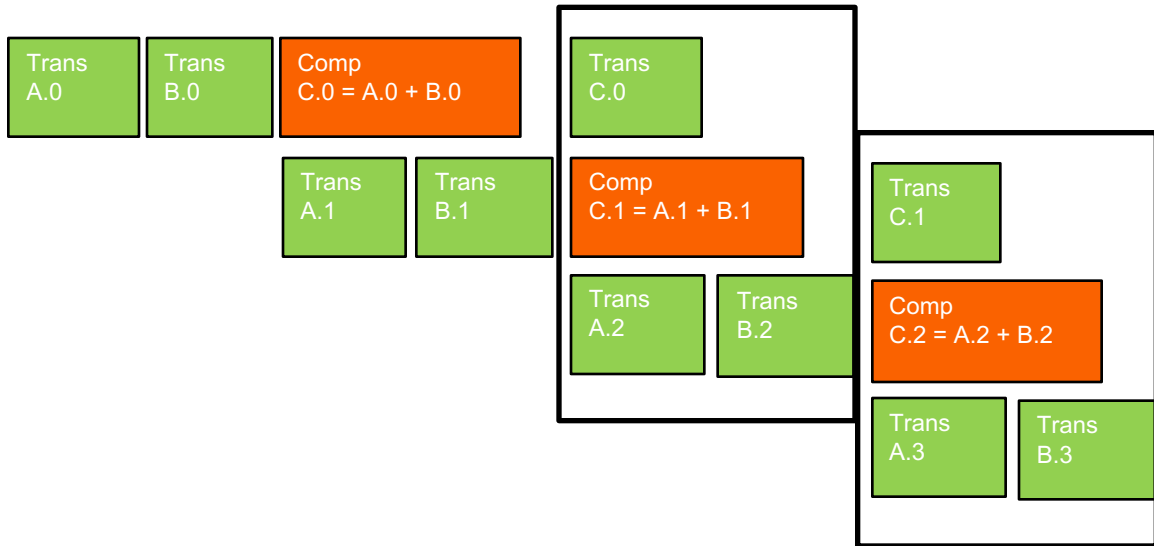 Trans
A.0
Trans
B.0
Comp
C.0 = A.0 + B.0
Trans
C.0
Trans
A.1
Trans
B.1
Comp
C.1 = A.1 + B.1
Trans
C.1
Trans
A.2
Trans
B.2
Comp
C.2 = A.2 + B.2
Trans
A.3
Trans
B.3